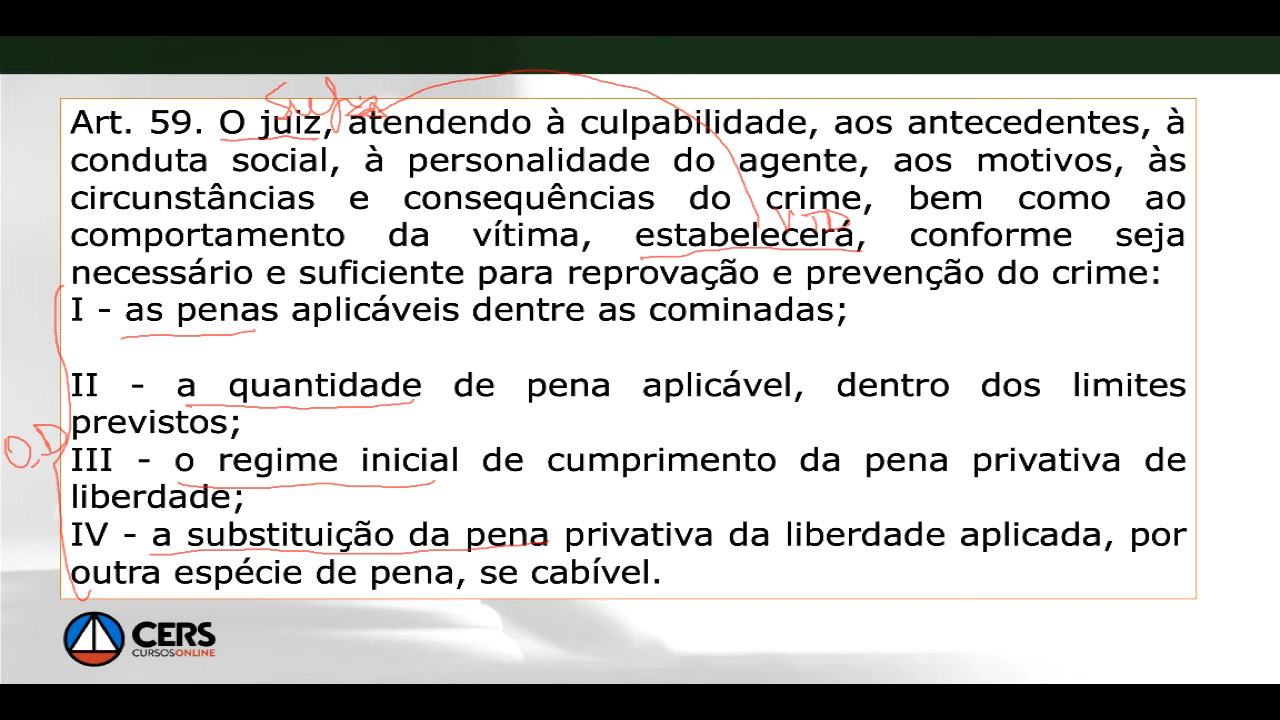 Art. 59. O juiz, atendendo à culpabilidade, aos antecedentes, à
conduta social, à personalidade do agente, aos motivos, às
circunstâncias e consequências do crime, bem como ao
VTD
comportamento da vítima, estabelecerá, conforme seja
necessário e suficiente para reprovação e prevenção do crime:
I - as penas aplicáveis dentre as cominadas;
II - a quantidade de pena aplicável, dentro dos limites
previstos;
O.D
III - o regime inicial de cumprimento da pena privativa de
liberdade;
IV - a substituição da pena privativa da liberdade aplicada, por
outra espécie de pena, se cabível.
CERS
CURSOSONLINE